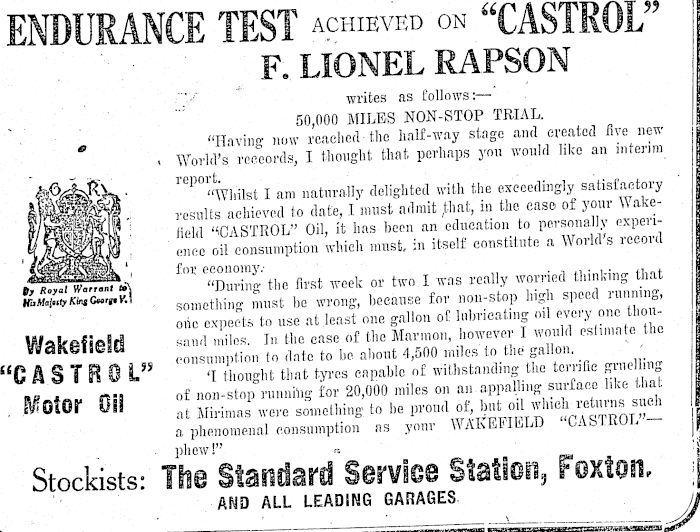 ENDURANCE TEST ACHIEVED ON "CASTROL"
F. LIONEL RAPSON
writes as follows:—
50,000 MILES NON-STOP TRIAL.
"Having now reached the half-way stage and created five new
World's reccords, I thought that perhaps you would like an interim
report.
"Whilst I am naturally delighted with the exceedingly satisfactory
results achieved to date, I must admit that, in the case of your Wake-
field "CASTROL" Oil, it has been an education to personally experi-
ence oil consumption which must, in itself constitute a World's record
for economy.
"During the first week or two I was really worried thinking that
something must be wrong, because for non-stop high speed running,
one expects to use at least one gallon of lubricating oil every one thou-
sand miles. In the case of the Marmon, however I would estimate the
consumption to date to be about 4,500 miles to the gallon.
'I thought that tyres capable of withstanding the terrific gruelling
of non-stop running for 20,000 miles on an appalling surface like that
at Mirimas were something to be proud of, but oil which returns such
a phenomenal consumption as your WAKEFIELD "CASTROL"—
phew!"
G R
By Royal Warrant to
His Majesty King George V.
Wakefield
"CASTROL"
Motor Oil
Stockists: The Standard Service Station, Foxton.
AND ALL LEADING GARAGES